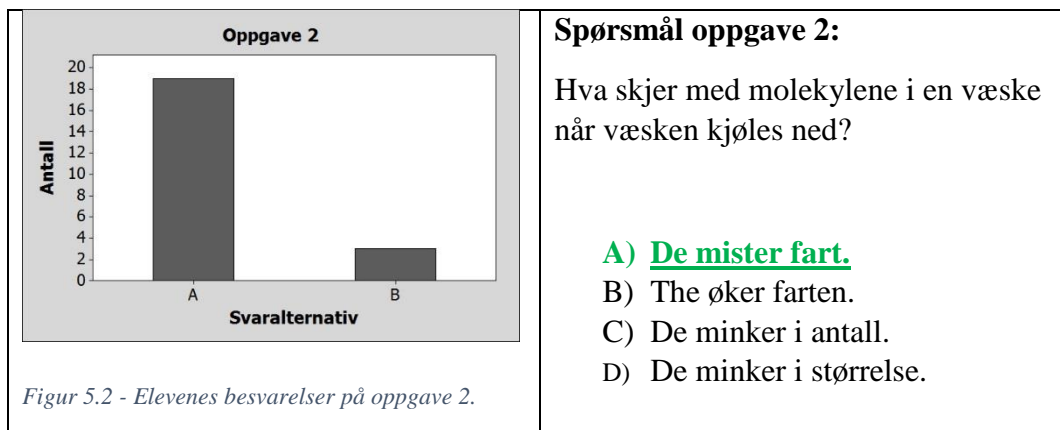 Oppgave 2
Antall
20
18
16
14
12
10
8
6
4
2
0
A
B
Svaralternativ
Figur 5.2 - Elevenes besvarelser på oppgave 2.
Spørsmål oppgave 2:
Hva skjer med molekylene i en væske
når væsken kjøles ned?
A) De mister fart.
B) The øker farten.
C) De minker i antall.
D) De minker i størrelse.